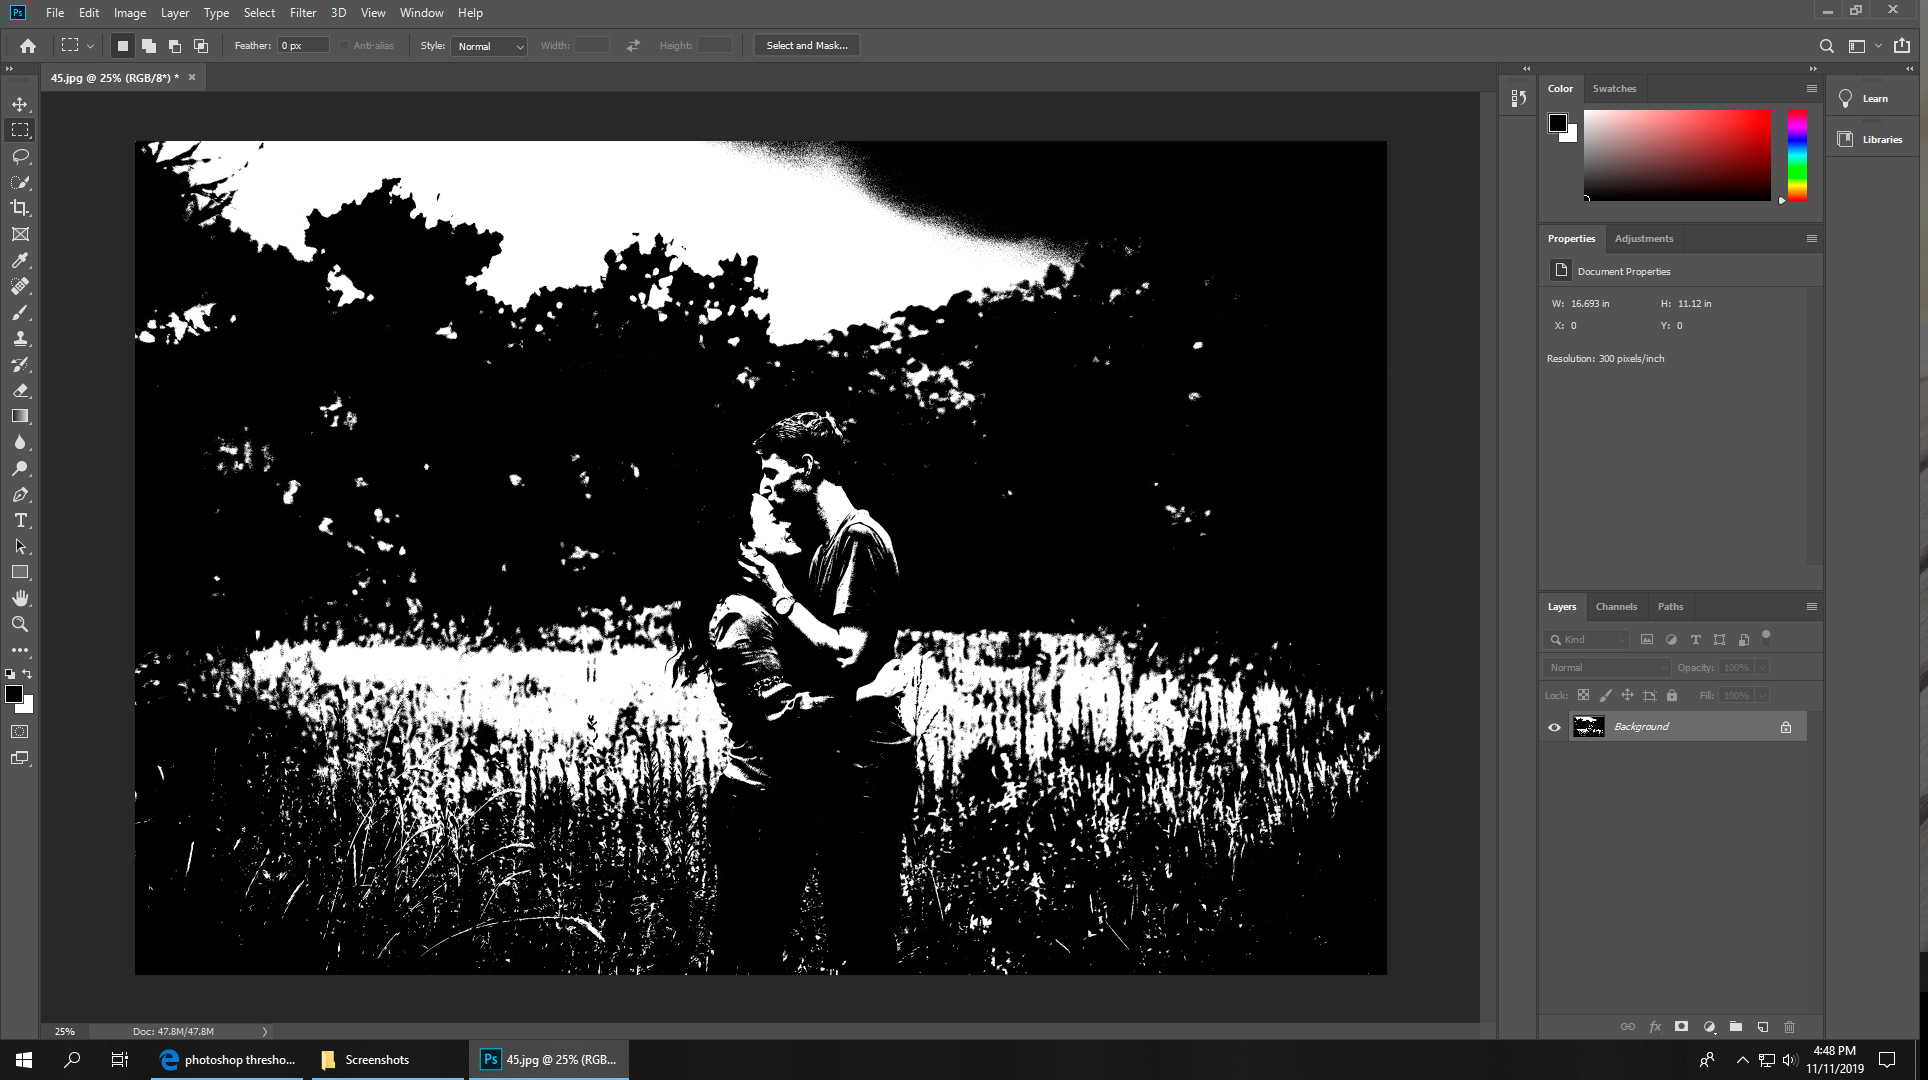 Ps File Edit Image Layer Type Select Filter 3D View Window Help
Feather: 0 px Anti-alias Style: Normal Width: Height: Select and Mask...
45.jpg @ 25% (RGB/8*) * ×
Color Swatches
Learn
Libraries
Properties Adjustments
Document Properties
W: 16.693 in H: 11.12 in
X: 0 Y: 0
Resolution: 300 pixels/inch
Layers Channels Paths
Kind
Normal Opacity: 100%
Lock: Fill: 100%
Background
25% Doc: 47.8M/47.8M
photoshop thresho... Screenshots Ps 45.jpg @ 25% (RGB...
4:48 PM
11/11/2019